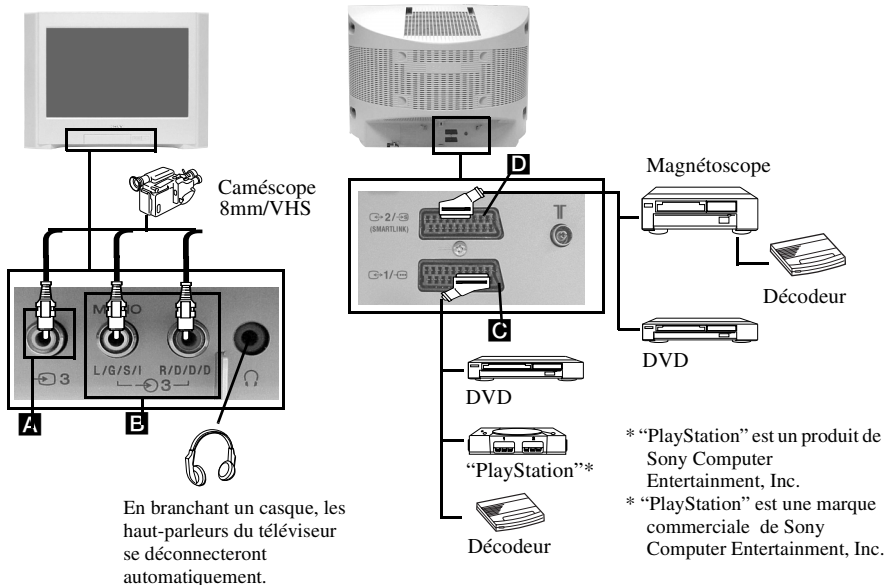 Caméscope
8mm/VHS
MONO
L/G/S/I R/D/D/D
3
3
A
B
En branchant un casque, les
haut-parleurs du téléviseur
se déconnecteront
automatiquement.
D
2/
(SMARTLINK)
1/
C
Magnétoscope
Décodeur
DVD
DVD
“PlayStation”*
Décodeur
* “PlayStation” est un produit de
Sony Computer
Entertainment, Inc.
* “PlayStation” est une marque
commerciale de Sony
Computer Entertainment, Inc.